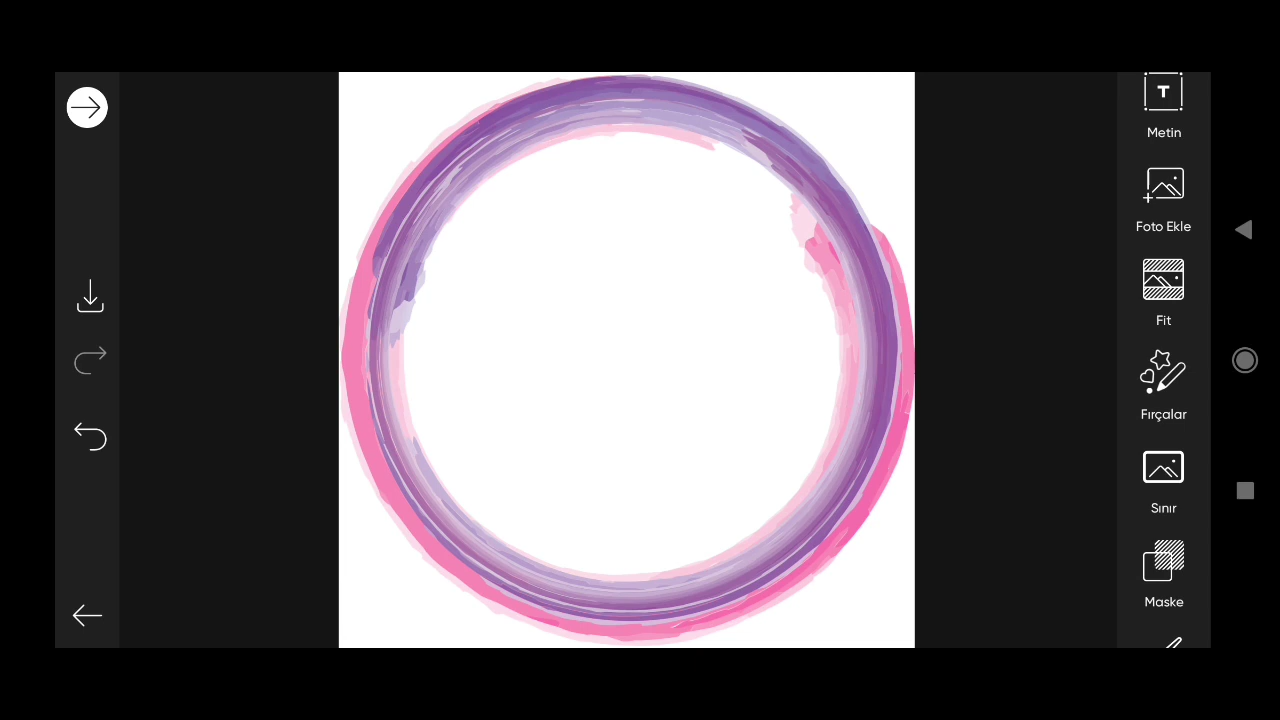 T
Metin
Foto Ekle
Fit
Fırçalar
Sınır
Maske